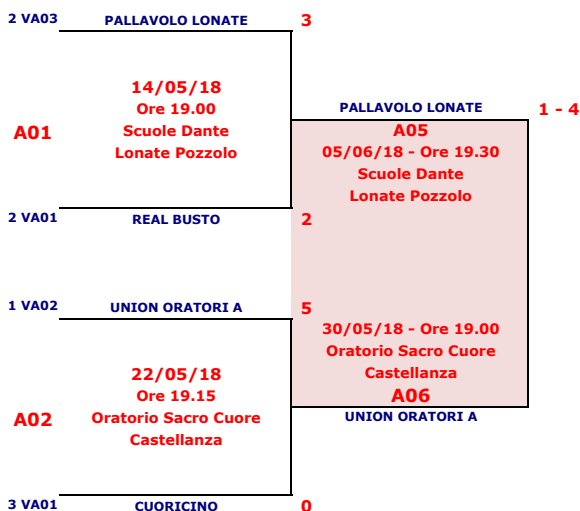 2 VA03 PALLAVOLO LONATE 3
14/05/18
Ore 19.00
A01 Scuole Dante
Lonate Pozzolo
2 VA01 REAL BUSTO 2
PALLAVOLO LONATE 1 - 4
A05
05/06/18 - Ore 19.30
Scuole Dante
Lonate Pozzolo
1 VA02 UNION ORATORI A 5
22/05/18
Ore 19.15
A02 Oratorio Sacro Cuore
Castellanza
3 VA01 CUORICINO 0
30/05/18 - Ore 19.00
Oratorio Sacro Cuore
Castellanza
A06
UNION ORATORI A